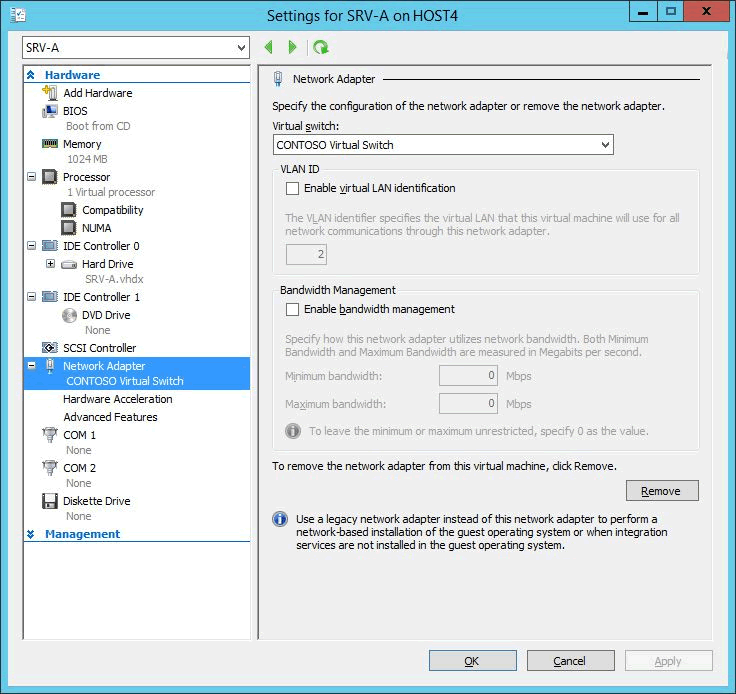 Settings for SRV-A on HOST4
SRV-A
Hardware
Add Hardware
BIOS
Boot from CD
Memory
1024 MB
Processor
1 Virtual processor
Compatibility
NUMA
IDE Controller 0
Hard Drive
SRV-A.vhdx
IDE Controller 1
DVD Drive
None
SCSI Controller
Network Adapter
CONTOSO Virtual Switch
Hardware Acceleration
Advanced Features
COM 1
None
COM 2
None
Diskette Drive
None
Management
Network Adapter
Specify the configuration of the network adapter or remove the network adapter.
Virtual switch:
CONTOSO Virtual Switch
VLAN ID
Enable virtual LAN identification
The VLAN identifier specifies the virtual LAN that this virtual machine will use for all
network communications through this network adapter.
2
Bandwidth Management
Enable bandwidth management
Specify how this network adapter utilizes network bandwidth. Both Minimum
Bandwidth and Maximum Bandwidth are measured in Megabits per second.
Minimum bandwidth: 0 Mbps
Maximum bandwidth: 0 Mbps
To leave the minimum or maximum unrestricted, specify 0 as the value.
To remove the network adapter from this virtual machine, click Remove.
Remove
Use a legacy network adapter instead of this network adapter to perform a
network-based installation of the guest operating system or when integration
services are not installed in the guest operating system.
OK Cancel Apply